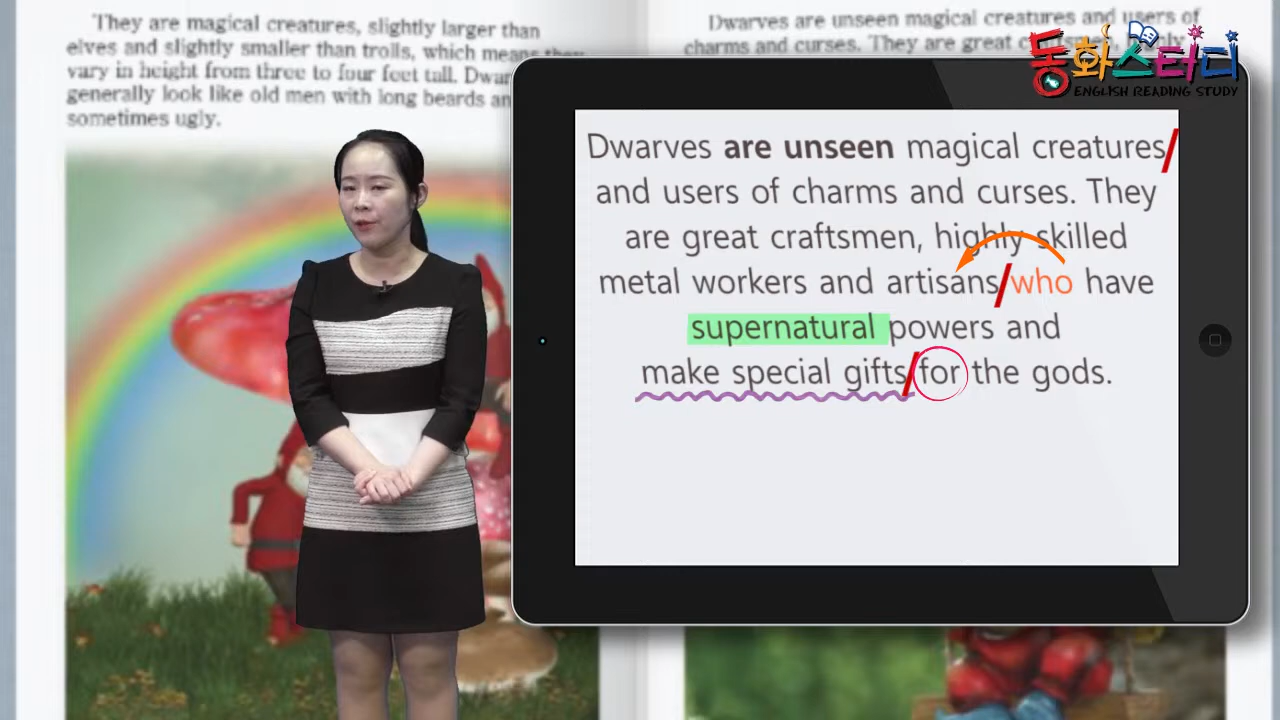 They are magical creatures, slightly larger than
elves and slightly smaller than trolls, which means they
vary in height from three to four feet tall. Dwar
generally look like old men with long beards an
sometimes ugly.
Dwarves are unseen magical creatures and users of
charms and curses. They are great
동화스터디
ENGLISH READING STUDY
Dwarves are unseen magical creatures/
and users of charms and curses. They
are great craftsmen, highly skilled
metal workers and artisans/who have
supernatural powers and
make special gifts/for the gods.